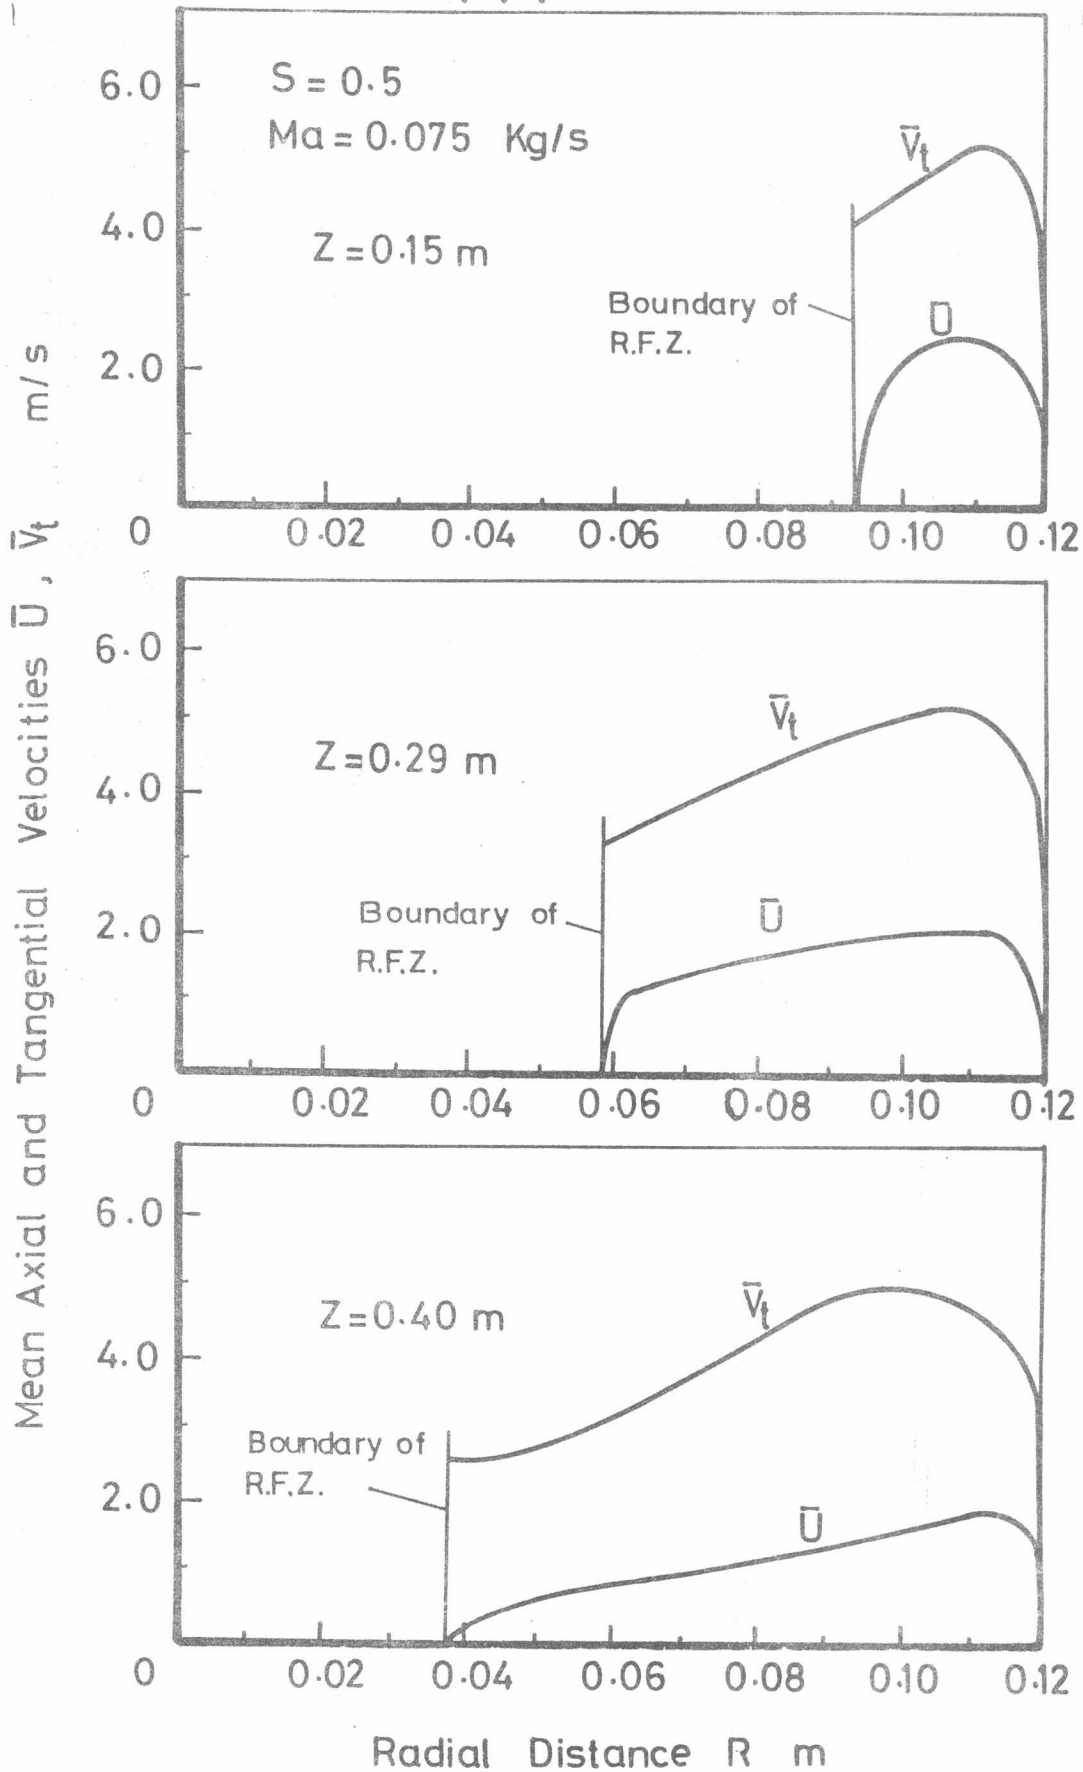 Mean Axial and Tangential Velocities Ū, V̄t m/s
6.0
4.0
2.0
S = 0.5
Ma = 0.075 Kg/s
Z = 0.15 m
V̄t
Boundary of
R.F.Z.
Ū
0 0.02 0.04 0.06 0.08 0.10 0.12
6.0
4.0
2.0
Z = 0.29 m
V̄t
Boundary of
R.F.Z.
Ū
0 0.02 0.04 0.06 0.08 0.10 0.12
6.0
4.0
2.0
Z = 0.40 m
V̄t
Boundary of
R.F.Z.
Ū
0 0.02 0.04 0.06 0.08 0.10 0.12
Radial Distance R m